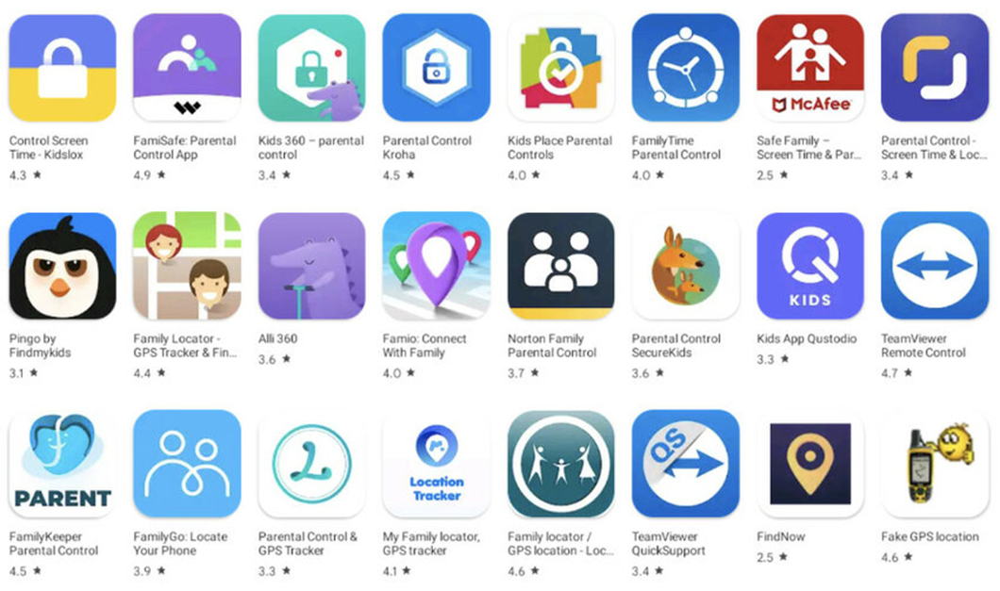 McAfee
Control Screen
Time - Kidslox
4.3 ★
FamiSafe: Parental
Control App
4.9 ★
Kids 360 – parental
control
3.4 ★
Parental Control
Kroha
4.5 ★
Kids Place Parental
Controls
4.0 ★
FamilyTime
Parental Control
4.0 ★
Safe Family –
Screen Time & Par...
2.5 ★
Parental Control -
Screen Time & Loc...
3.4 ★
KIDS
Pingo by
Findmykids
3.1 ★
Family Locator -
GPS Tracker & Fin...
4.4 ★
Alli 360
3.6 ★
Famio: Connect
With Family
4.0 ★
Norton Family
Parental Control
3.7 ★
Parental Control
SecureKids
3.6 ★
Kids App Qustodio
3.3 ★
TeamViewer
Remote Control
4.7 ★
PARENT
Location
Tracker
QS
FamilyKeeper
Parental Control
4.5 ★
FamilyGo: Locate
Your Phone
3.9 ★
Parental Control &
GPS Tracker
3.3 ★
My Family locator,
GPS tracker
4.1 ★
Family locator /
GPS location - Loc...
4.6 ★
TeamViewer
QuickSupport
3.4 ★
FindNow
2.5 ★
Fake GPS location
4.6 ★